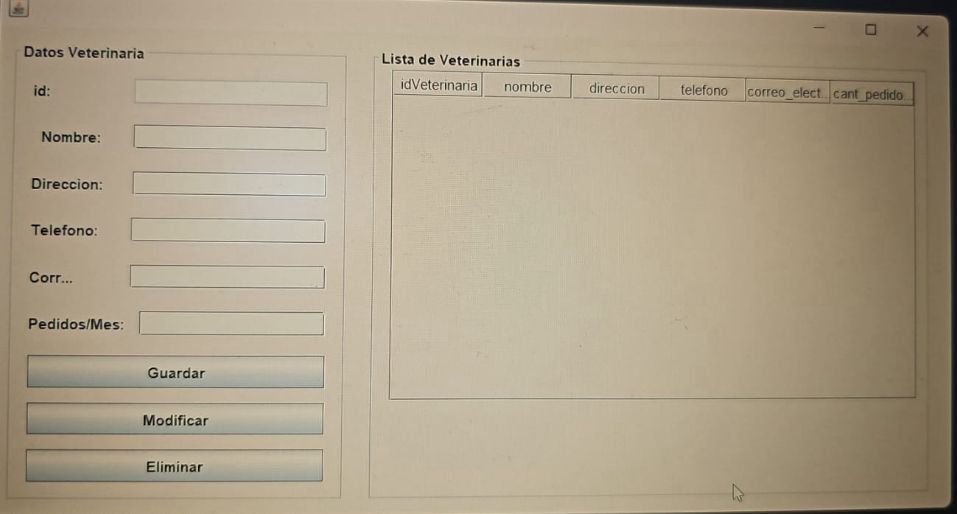 Datos Veterinaria
id:
Nombre:
Direccion:
Telefono:
Corr...
Pedidos/Mes:
Guardar
Modificar
Eliminar
Lista de Veterinarias
idVeterinaria nombre direccion telefono correo_elect... cant_pedido...